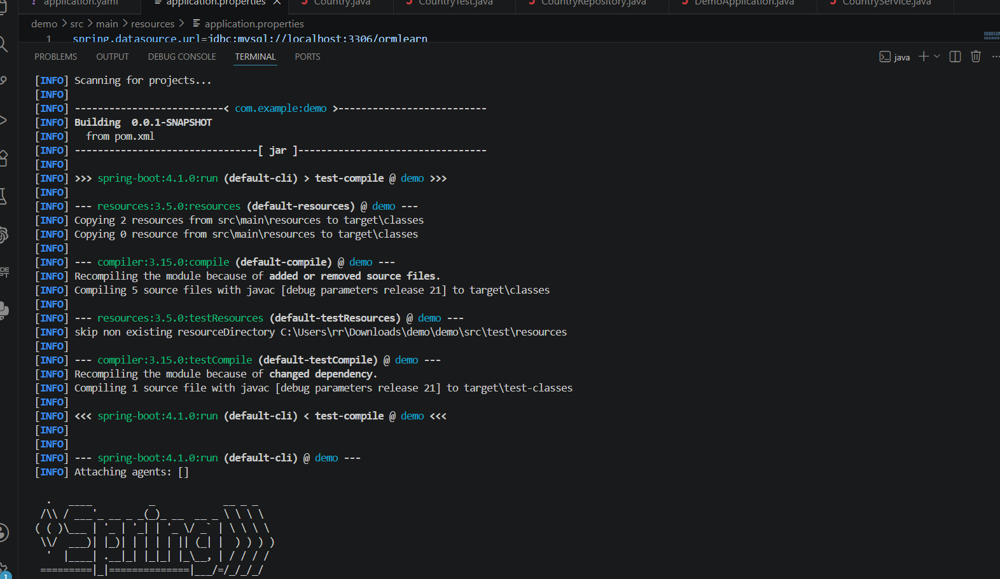 application.yaml application.properties Country.java CountryTest.java CountryRepository.java DemoApplication.java CountryService.java
demo > src > main > resources > application.properties
1 spring.datasource.url=jdbc:mysql://localhost:3306/ormlearn
PROBLEMS OUTPUT DEBUG CONSOLE TERMINAL PORTS java
[INFO] Scanning for projects...
[INFO]
[INFO] --------------------------< com.example:demo >--------------------------
[INFO] Building  0.0.1-SNAPSHOT
[INFO]   from pom.xml
[INFO] --------------------------------[ jar ]---------------------------------
[INFO]
[INFO] >>> spring-boot:4.1.0:run (default-cli) > test-compile @ demo >>>
[INFO]
[INFO] --- resources:3.5.0:resources (default-resources) @ demo ---
[INFO] Copying 2 resources from src\main\resources to target\classes
[INFO] Copying 0 resource from src\main\resources to target\classes
[INFO]
[INFO] --- compiler:3.15.0:compile (default-compile) @ demo ---
[INFO] Recompiling the module because of added or removed source files.
[INFO] Compiling 5 source files with javac [debug parameters release 21] to target\classes
[INFO]
[INFO] --- resources:3.5.0:testResources (default-testResources) @ demo ---
[INFO] skip non existing resourceDirectory C:\Users\rr\Downloads\demo\demo\src\test\resources
[INFO]
[INFO] --- compiler:3.15.0:testCompile (default-testCompile) @ demo ---
[INFO] Recompiling the module because of changed dependency.
[INFO] Compiling 1 source file with javac [debug parameters release 21] to target\test-classes
[INFO]
[INFO] <<< spring-boot:4.1.0:run (default-cli) < test-compile @ demo <<<
[INFO]
[INFO]
[INFO] --- spring-boot:4.1.0:run (default-cli) @ demo ---
[INFO] Attaching agents: []
  .   ____          _            __ _ _
 /\\ / ___'_ __ _ _(_)_ __  __ _ \ \ \ \
( ( )\___ | '_ | '_| | '_ \/ _` | \ \ \ \
 \\/  ___)| |_)| | | | | || (_| |  ) ) ) )
  '  |____| .__|_| |_|_| |_\__, | / / / /
 =========|_|==============|___/=/_/_/_/